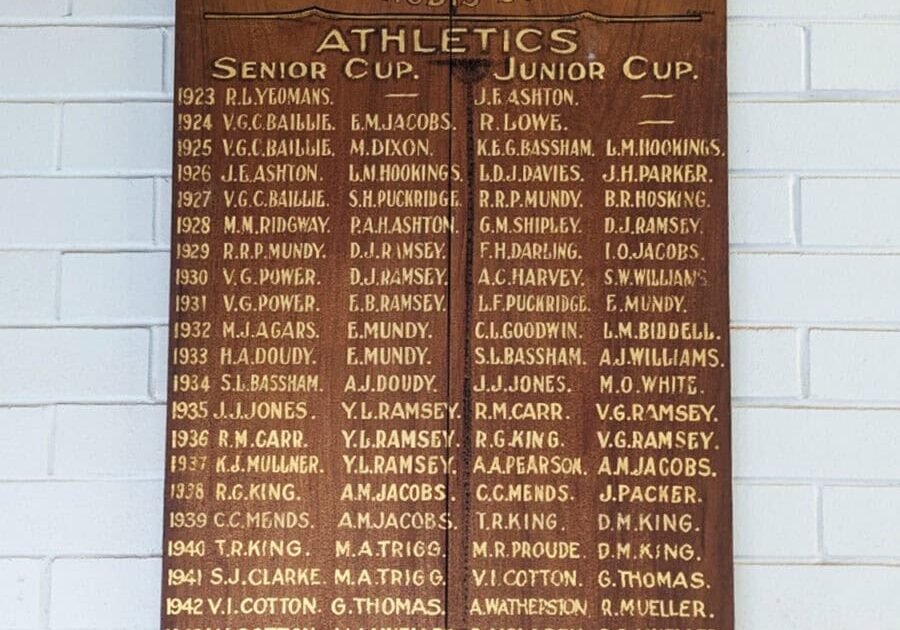 ATHLETICS
SENIOR CUP. JUNIOR CUP.
1923 R.L.YEOMANS. — J.E.ASHTON. —
1924 V.G.C.BAILLIE. E.M.JACOBS. R.LOWE. —
1925 V.G.C.BAILLIE. M.DIXON. K.E.G.BASSHAM. L.M.HOOKINGS.
1926 J.E.ASHTON. L.M.HOOKINGS. L.D.J.DAVIES. J.H.PARKER.
1927 V.G.C.BAILLIE. S.H.PUCKRIDGE. R.R.P.MUNDY. B.R.HOSKING.
1928 M.M.RIDGWAY. P.A.H.ASHTON. G.M.SHIPLEY. D.J.RAMSEY.
1929 R.R.P.MUNDY. D.J.RAMSEY. F.H.DARLING. I.O.JACOBS.
1930 V.G.POWER. D.J.RAMSEY. A.C.HARVEY. S.W.WILLIAMS
1931 V.G.POWER. E.B.RAMSEY. L.F.PUCKRIDGE. E.MUNDY.
1932 M.J.AGARS. E.MUNDY. C.L.GOODWIN. L.M.BIDDELL.
1933 H.A.DOUDY. E.MUNDY. S.L.BASSHAM. A.J.WILLIAMS.
1934 S.L.BASSHAM. A.J.DOUDY. J.J.JONES. M.O.WHITE.
1935 J.J.JONES. Y.L.RAMSEY. R.M.CARR. V.G.RAMSEY.
1936 R.M.CARR. Y.L.RAMSEY. R.G.KING. V.G.RAMSEY.
1937 K.J.MULLNER. Y.L.RAMSEY. A.A.PEARSON. A.M.JACOBS.
1938 R.G.KING. A.M.JACOBS. C.C.MENDS. J.PACKER.
1939 C.C.MENDS. A.M.JACOBS. T.R.KING. D.M.KING.
1940 T.R.KING. M.A.TRIGG. M.R.PROUDE. D.M.KING.
1941 S.J.CLARKE. M.A.TRIGG. V.I.COTTON. G.THOMAS.
1942 V.I.COTTON. G.THOMAS. A.WATHERSTON. R.MUELLER.